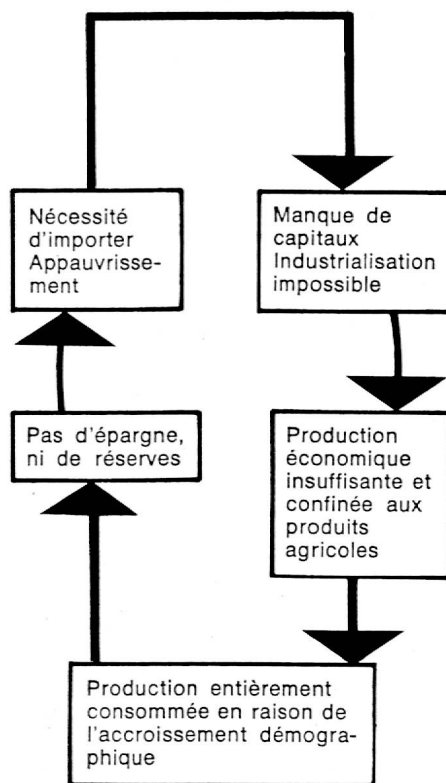 Nécessité
d'importer
Appauvrisse-
ment
Manque de
capitaux
Industrialisation
impossible
Production
économique
insuffisante et
confinée aux
produits
agricoles
Production entièrement
consommée en raison de
l'accroissement démogra-
phique
Pas d'épargne,
ni de réserves